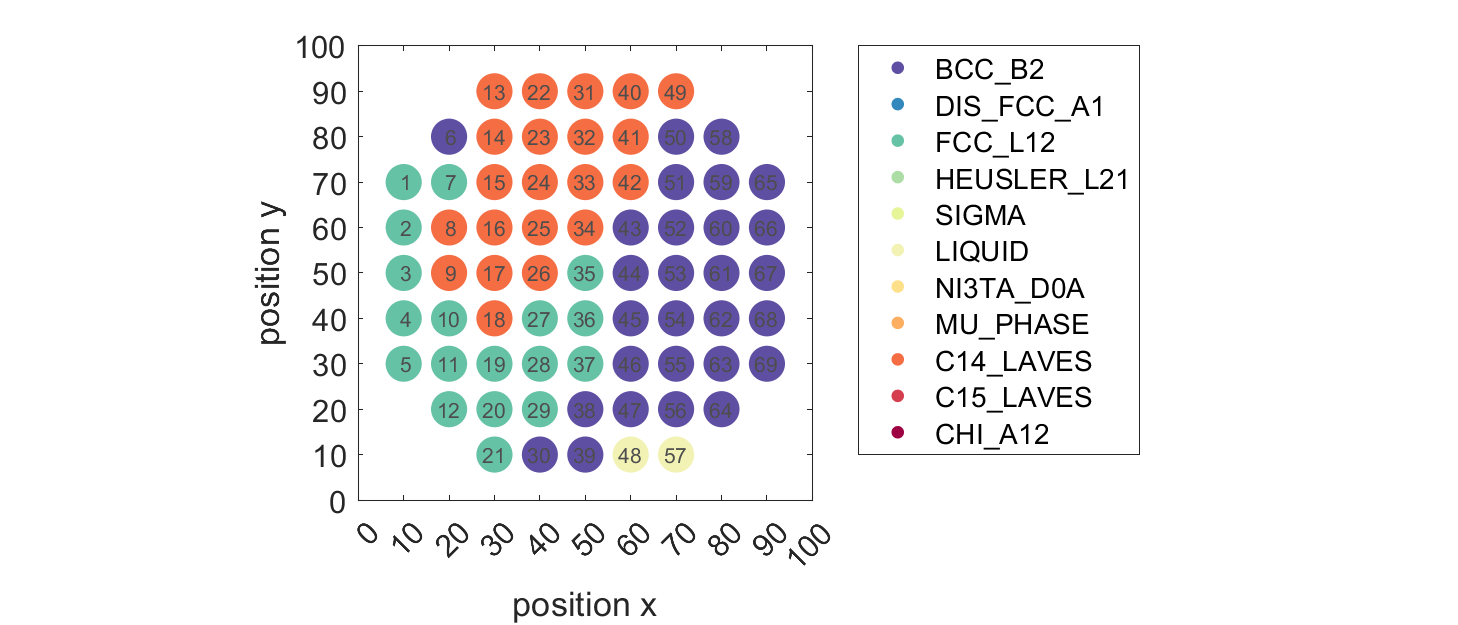 100
90 13 22 31 40 49
80 6 14 23 32 41 50 58
70 1 7 15 24 33 42 51 59 65
60 2 8 16 25 34 43 52 60 66
50 3 9 17 26 35 44 53 61 67
40 4 10 18 27 36 45 54 62 68
30 5 11 19 28 37 46 55 63 69
20 12 20 29 38 47 56 64
10 21 30 39 48 57
0
0 10 20 30 40 50 60 70 80 90 100
position x
position y
BCC_B2
DIS_FCC_A1
FCC_L12
HEUSLER_L21
SIGMA
LIQUID
NI3TA_D0A
MU_PHASE
C14_LAVES
C15_LAVES
CHI_A12